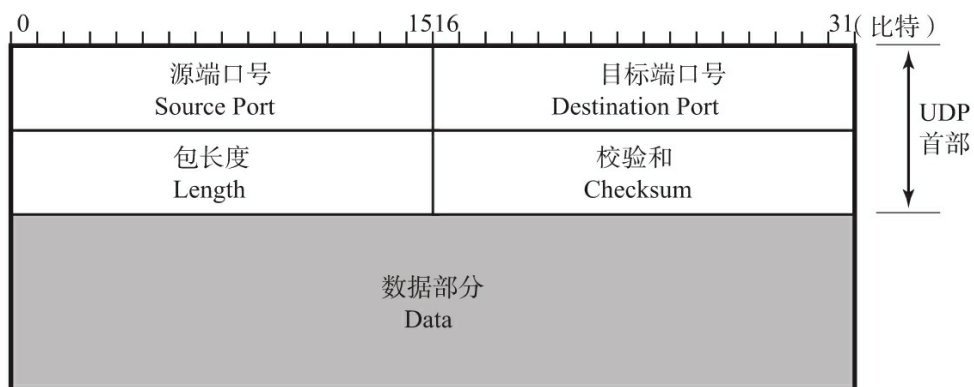 0 1516 31(比特)
源端口号
Source Port
目标端口号
Destination Port
UDP
首部
包长度
Length
校验和
Checksum
数据部分
Data